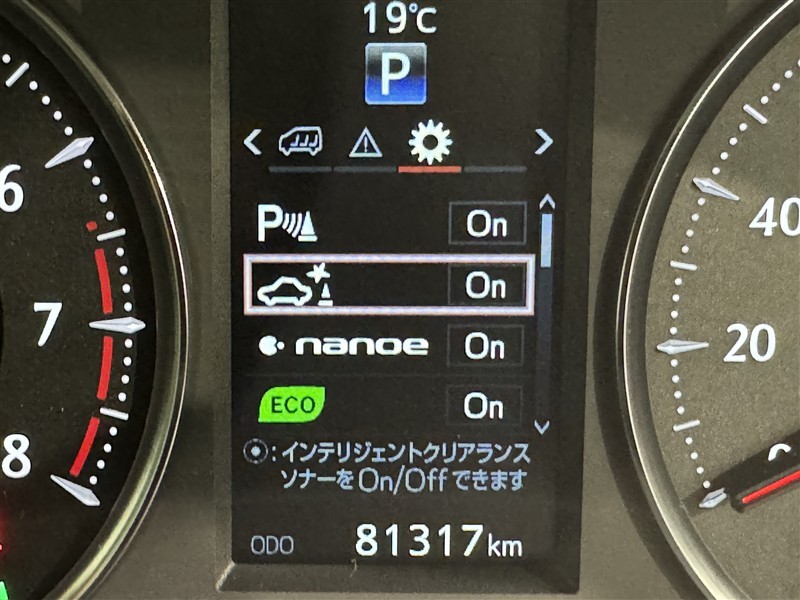 19℃
P
P On
On
nanoe On
ECO On
:インテリジェントクリアランス
ソナーをOn/Offできます
ODO 81317km
6
7
8
40
20